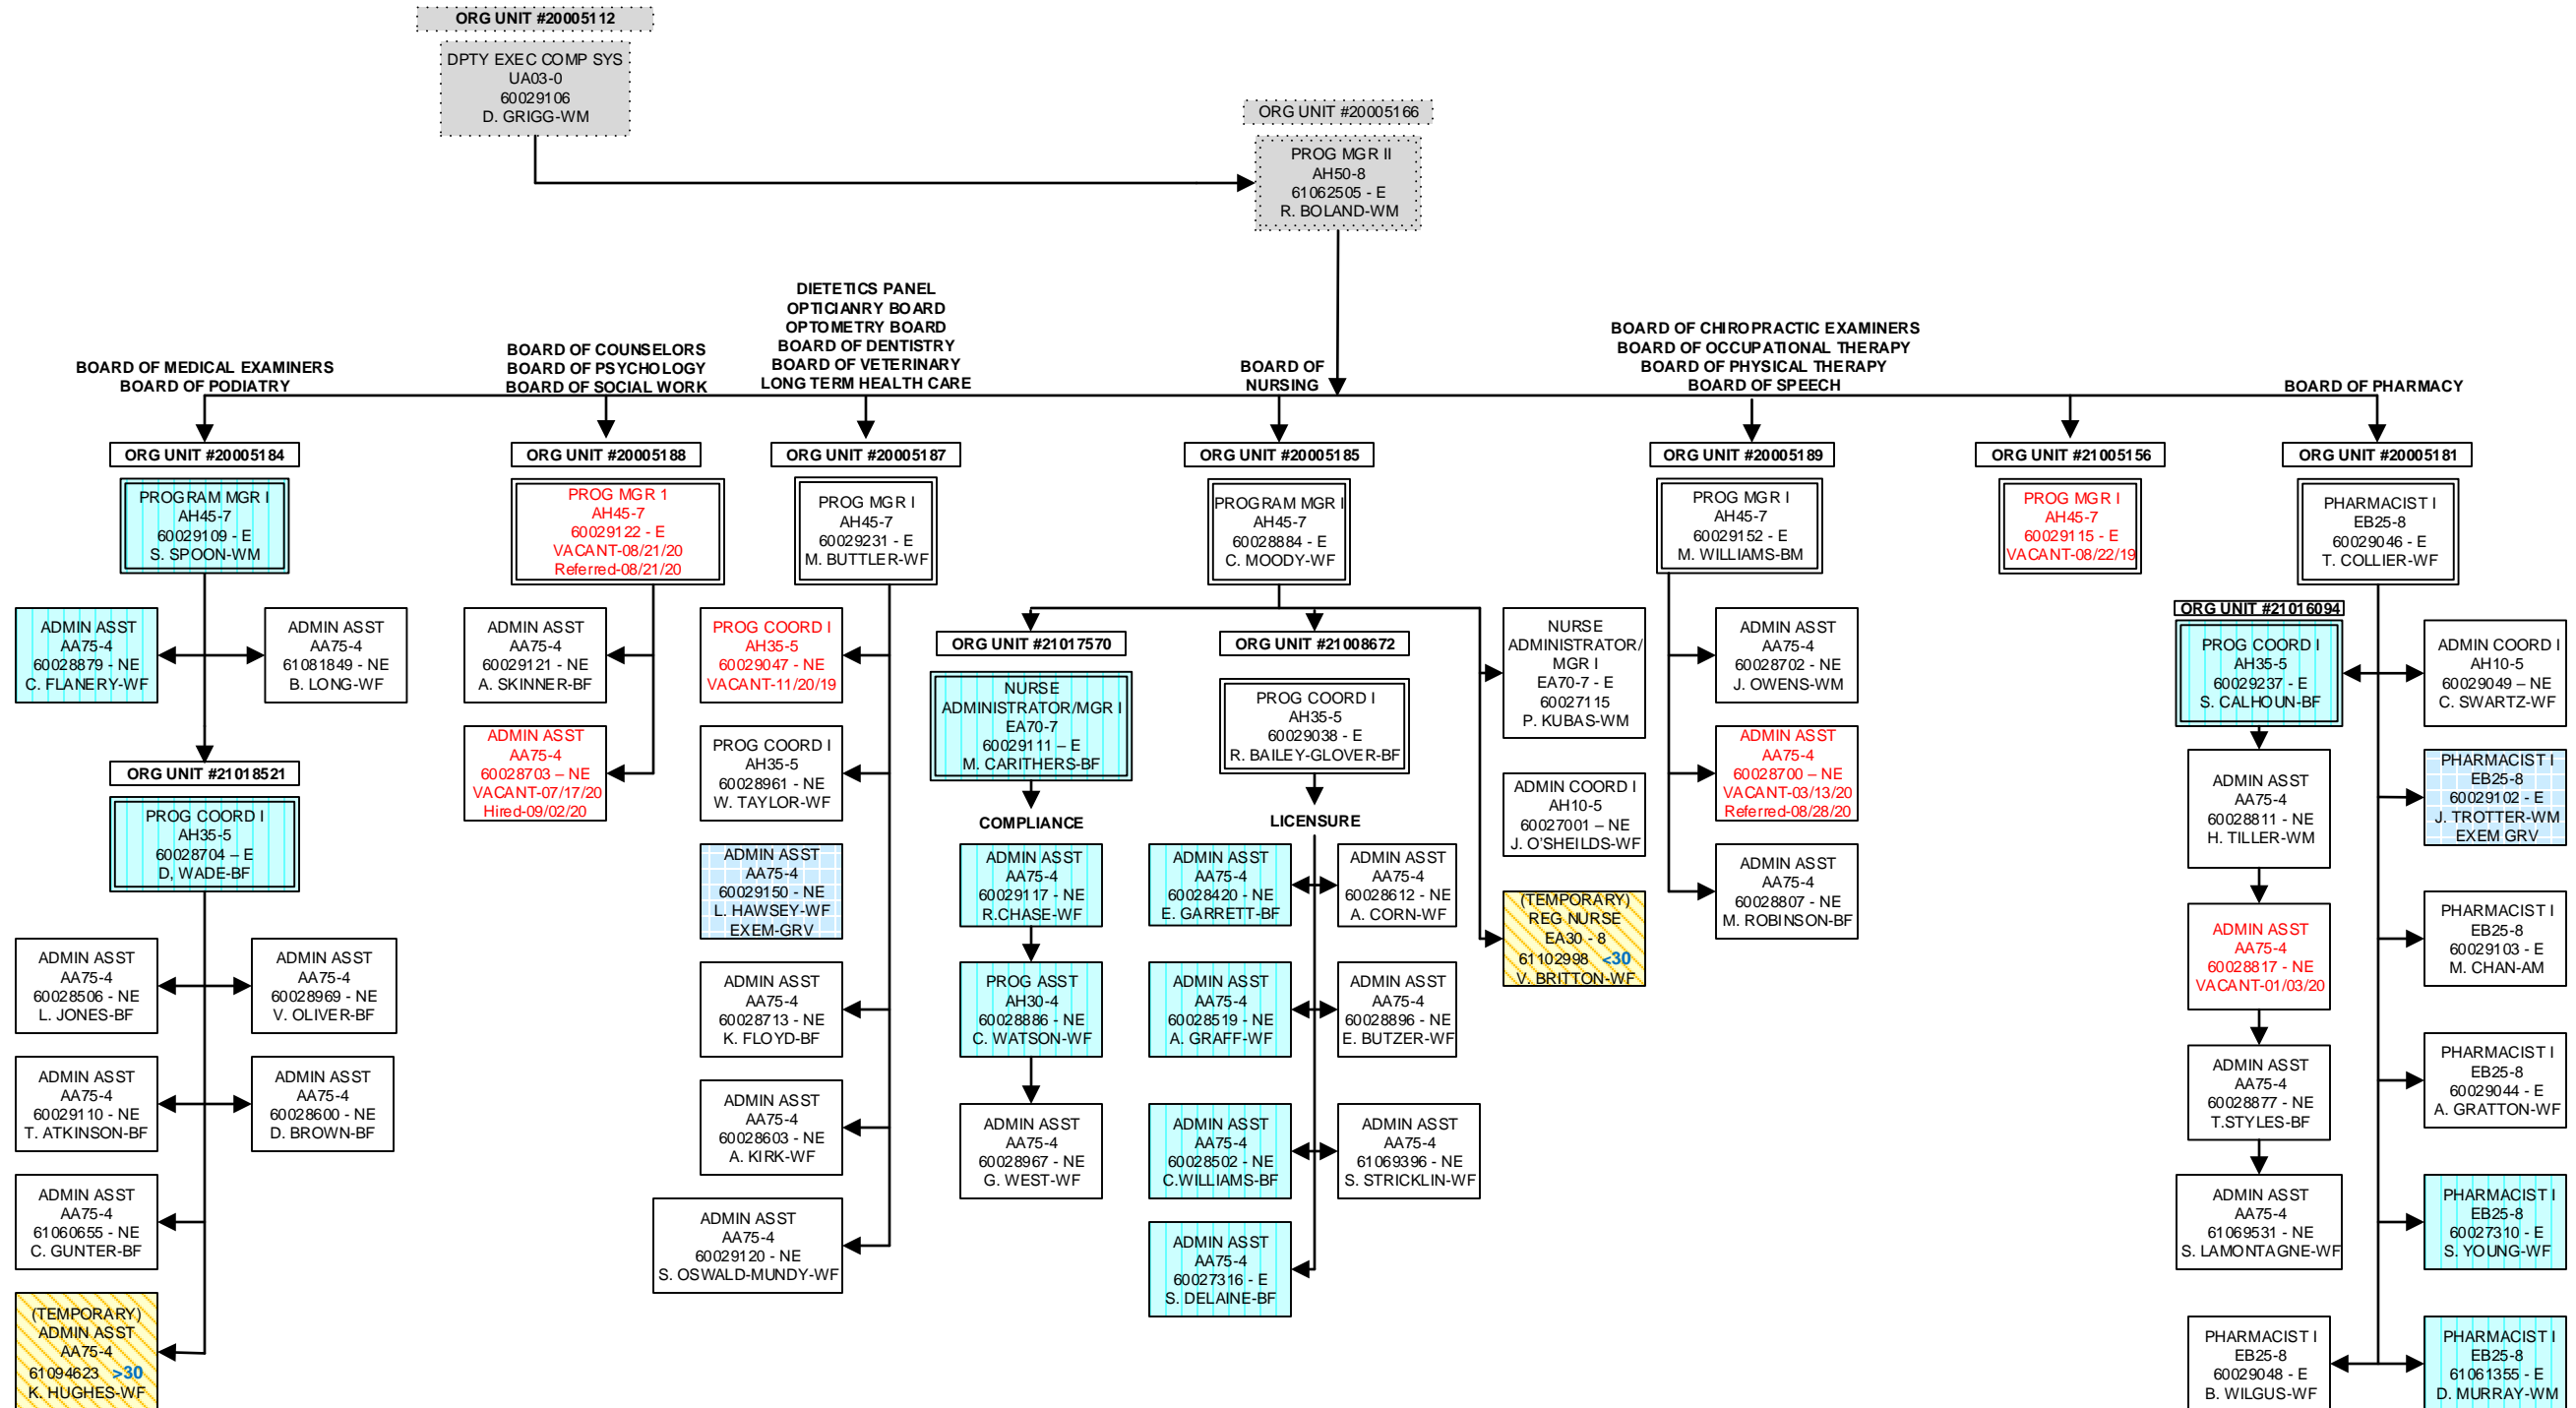 ORG UNIT #20005112
DPTY EXEC COMP SYS
UA03-0
60029106
D. GRIGG-WM
ORG UNIT #20005166
PROG MGR II
AH50-8
61062505 - E
R. BOLAND-WM
BOARD OF MEDICAL EXAMINERS
BOARD OF PODIATRY
BOARD OF COUNSELORS
BOARD OF PSYCHOLOGY
BOARD OF SOCIAL WORK
DIETETICS PANEL
OPTICIANRY BOARD
OPTOMETRY BOARD
BOARD OF DENTISTRY
BOARD OF VETERINARY
LONG TERM HEALTH CARE
BOARD OF
NURSING
BOARD OF CHIROPRACTIC EXAMINERS
BOARD OF OCCUPATIONAL THERAPY
BOARD OF PHYSICAL THERAPY
BOARD OF SPEECH
BOARD OF PHARMACY
ORG UNIT #20005184
PROGRAM MGR I
AH45-7
60029109 - E
S. SPOON-WM
ADMIN ASST
AA75-4
60028879 - NE
C. FLANERY-WF
ADMIN ASST
AA75-4
61081849 - NE
B. LONG-WF
ORG UNIT #21018521
PROG COORD I
AH35-5
60028704 – E
D, WADE-BF
ADMIN ASST
AA75-4
60028506 - NE
L. JONES-BF
ADMIN ASST
AA75-4
60028969 - NE
V. OLIVER-BF
ADMIN ASST
AA75-4
60029110 - NE
T. ATKINSON-BF
ADMIN ASST
AA75-4
60028600 - NE
D. BROWN-BF
ADMIN ASST
AA75-4
61060655 - NE
C. GUNTER-BF
(TEMPORARY)
ADMIN ASST
AA75-4
61094623 >30
K. HUGHES-WF
ORG UNIT #20005188
PROG MGR 1
AH45-7
60029122 - E
VACANT-08/21/20
Referred-08/21/20
ADMIN ASST
AA75-4
60029121 - NE
A. SKINNER-BF
ADMIN ASST
AA75-4
60028703 – NE
VACANT-07/17/20
Hired-09/02/20
ORG UNIT #20005187
PROG MGR I
AH45-7
60029231 - E
M. BUTTLER-WF
PROG COORD I
AH35-5
60029047 - NE
VACANT-11/20/19
PROG COORD I
AH35-5
60028961 - NE
W. TAYLOR-WF
ADMIN ASST
AA75-4
60029150 - NE
L. HAWSEY-WF
EXEM-GRV
ADMIN ASST
AA75-4
60028713 - NE
K. FLOYD-BF
ADMIN ASST
AA75-4
60028603 - NE
A. KIRK-WF
ADMIN ASST
AA75-4
60029120 - NE
S. OSWALD-MUNDY-WF
ORG UNIT #20005185
PROGRAM MGR I
AH45-7
60028884 - E
C. MOODY-WF
ORG UNIT #21017570
NURSE
ADMINISTRATOR/MGR I
EA70-7
60029111 – E
M. CARITHERS-BF
COMPLIANCE
ADMIN ASST
AA75-4
60029117 - NE
R.CHASE-WF
PROG ASST
AH30-4
60028886 - NE
C. WATSON-WF
ADMIN ASST
AA75-4
60028967 - NE
G. WEST-WF
ORG UNIT #21008672
PROG COORD I
AH35-5
60029038 - E
R. BAILEY-GLOVER-BF
LICENSURE
ADMIN ASST
AA75-4
60028420 - NE
E. GARRETT-BF
ADMIN ASST
AA75-4
60028612 - NE
A. CORN-WF
ADMIN ASST
AA75-4
60028519 - NE
A. GRAFF-WF
ADMIN ASST
AA75-4
60028896 - NE
E. BUTZER-WF
ADMIN ASST
AA75-4
60028502 - NE
C.WILLIAMS-BF
ADMIN ASST
AA75-4
61069396 - NE
S. STRICKLIN-WF
ADMIN ASST
AA75-4
60027316 - E
S. DELAINE-BF
NURSE
ADMINISTRATOR/
MGR I
EA70-7 - E
60027115
P. KUBAS-WM
ADMIN COORD I
AH10-5
60027001 – NE
J. O'SHEILDS-WF
(TEMPORARY)
REG NURSE
EA30 - 8
61102998 <30
V. BRITTON-WF
ORG UNIT #20005189
PROG MGR I
AH45-7
60029152 – E
M. WILLIAMS-BM
ADMIN ASST
AA75-4
60028702 - NE
J. OWENS-WM
ADMIN ASST
AA75-4
60028700 – NE
VACANT-03/13/20
Referred-08/28/20
ADMIN ASST
AA75-4
60028807 - NE
M. ROBINSON-BF
ORG UNIT #21005156
PROG MGR I
AH45-7
60029115 - E
VACANT-08/22/19
ORG UNIT #20005181
PHARMACIST I
EB25-8
60029046 - E
T. COLLIER-WF
ORG UNIT #21016094
PROG COORD I
AH35-5
60029237 - E
S. CALHOUN-BF
ADMIN COORD I
AH10-5
60029049 – NE
C. SWARTZ-WF
ADMIN ASST
AA75-4
60028811 - NE
H. TILLER-WM
PHARMACIST I
EB25-8
60029102 - E
J. TROTTER-WM
EXEM GRV
ADMIN ASST
AA75-4
60028817 - NE
VACANT-01/03/20
PHARMACIST I
EB25-8
60029103 – E
M. CHAN-AM
ADMIN ASST
AA75-4
60028877 - NE
T.STYLES-BF
PHARMACIST I
EB25-8
60029044 - E
A. GRATTON-WF
ADMIN ASST
AA75-4
61069531 - NE
S. LAMONTAGNE-WF
PHARMACIST I
EB25-8
60027310 - E
S. YOUNG-WF
PHARMACIST I
EB25-8
60029048 - E
B. WILGUS-WF
PHARMACIST I
EB25-8
61061355 - E
D. MURRAY-WM